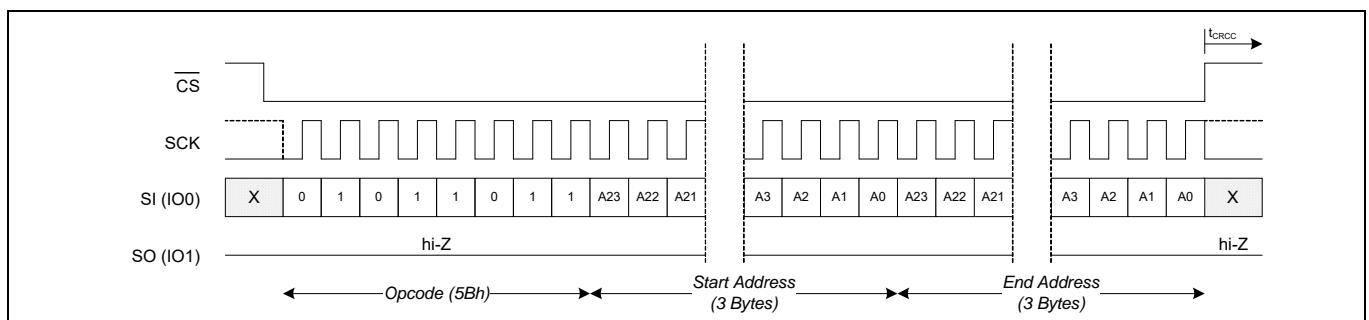 tCRCC
CS
SCK
SI (IO0) X 0 1 0 1 1 0 1 1 A23 A22 A21 A3 A2 A1 A0 A23 A22 A21 A3 A2 A1 A0 X
hi-Z hi-Z
SO (IO1)
Opcode (5Bh) Start Address End Address
(3 Bytes) (3 Bytes)